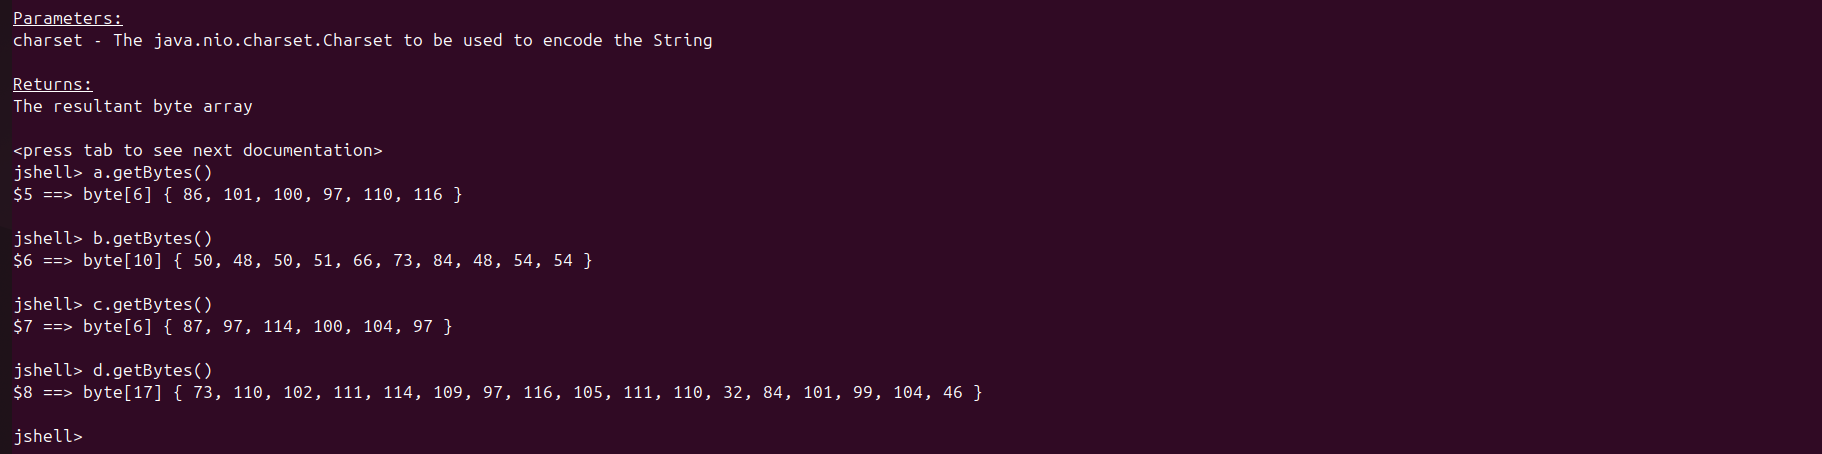 Parameters:
charset - The java.nio.charset.Charset to be used to encode the String
Returns:
The resultant byte array
<press tab to see next documentation>
jshell> a.getBytes()
$5 ==> byte[6] { 86, 101, 100, 97, 110, 116 }
jshell> b.getBytes()
$6 ==> byte[10] { 50, 48, 50, 51, 66, 73, 84, 48, 54, 54 }
jshell> c.getBytes()
$7 ==> byte[6] { 87, 97, 114, 100, 104, 97 }
jshell> d.getBytes()
$8 ==> byte[17] { 73, 110, 102, 111, 114, 109, 97, 116, 105, 111, 110, 32, 84, 101, 99, 104, 46 }
jshell>